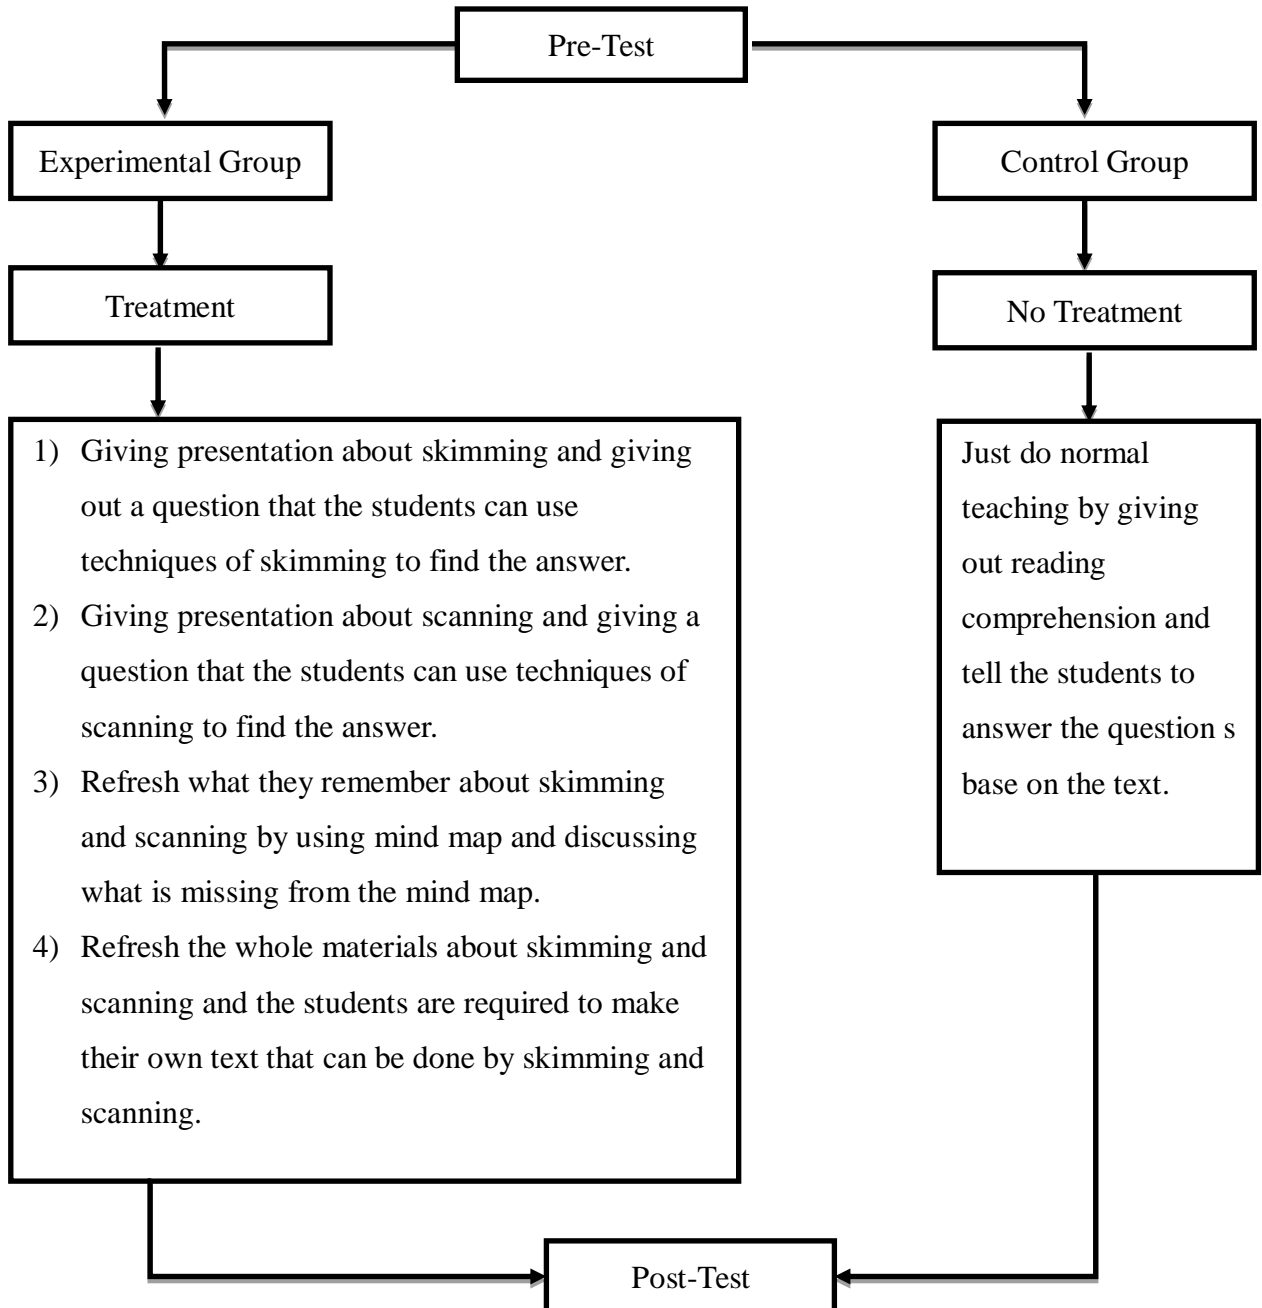 Pre-Test
Experimental Group
Control Group
Treatment
No Treatment
1) Giving presentation about skimming and giving
out a question that the students can use
techniques of skimming to find the answer.
2) Giving presentation about scanning and giving a
question that the students can use techniques of
scanning to find the answer.
3) Refresh what they remember about skimming
and scanning by using mind map and discussing
what is missing from the mind map.
4) Refresh the whole materials about skimming and
scanning and the students are required to make
their own text that can be done by skimming and
scanning.
Just do normal
teaching by giving
out reading
comprehension and
tell the students to
answer the question s
base on the text.
Post-Test